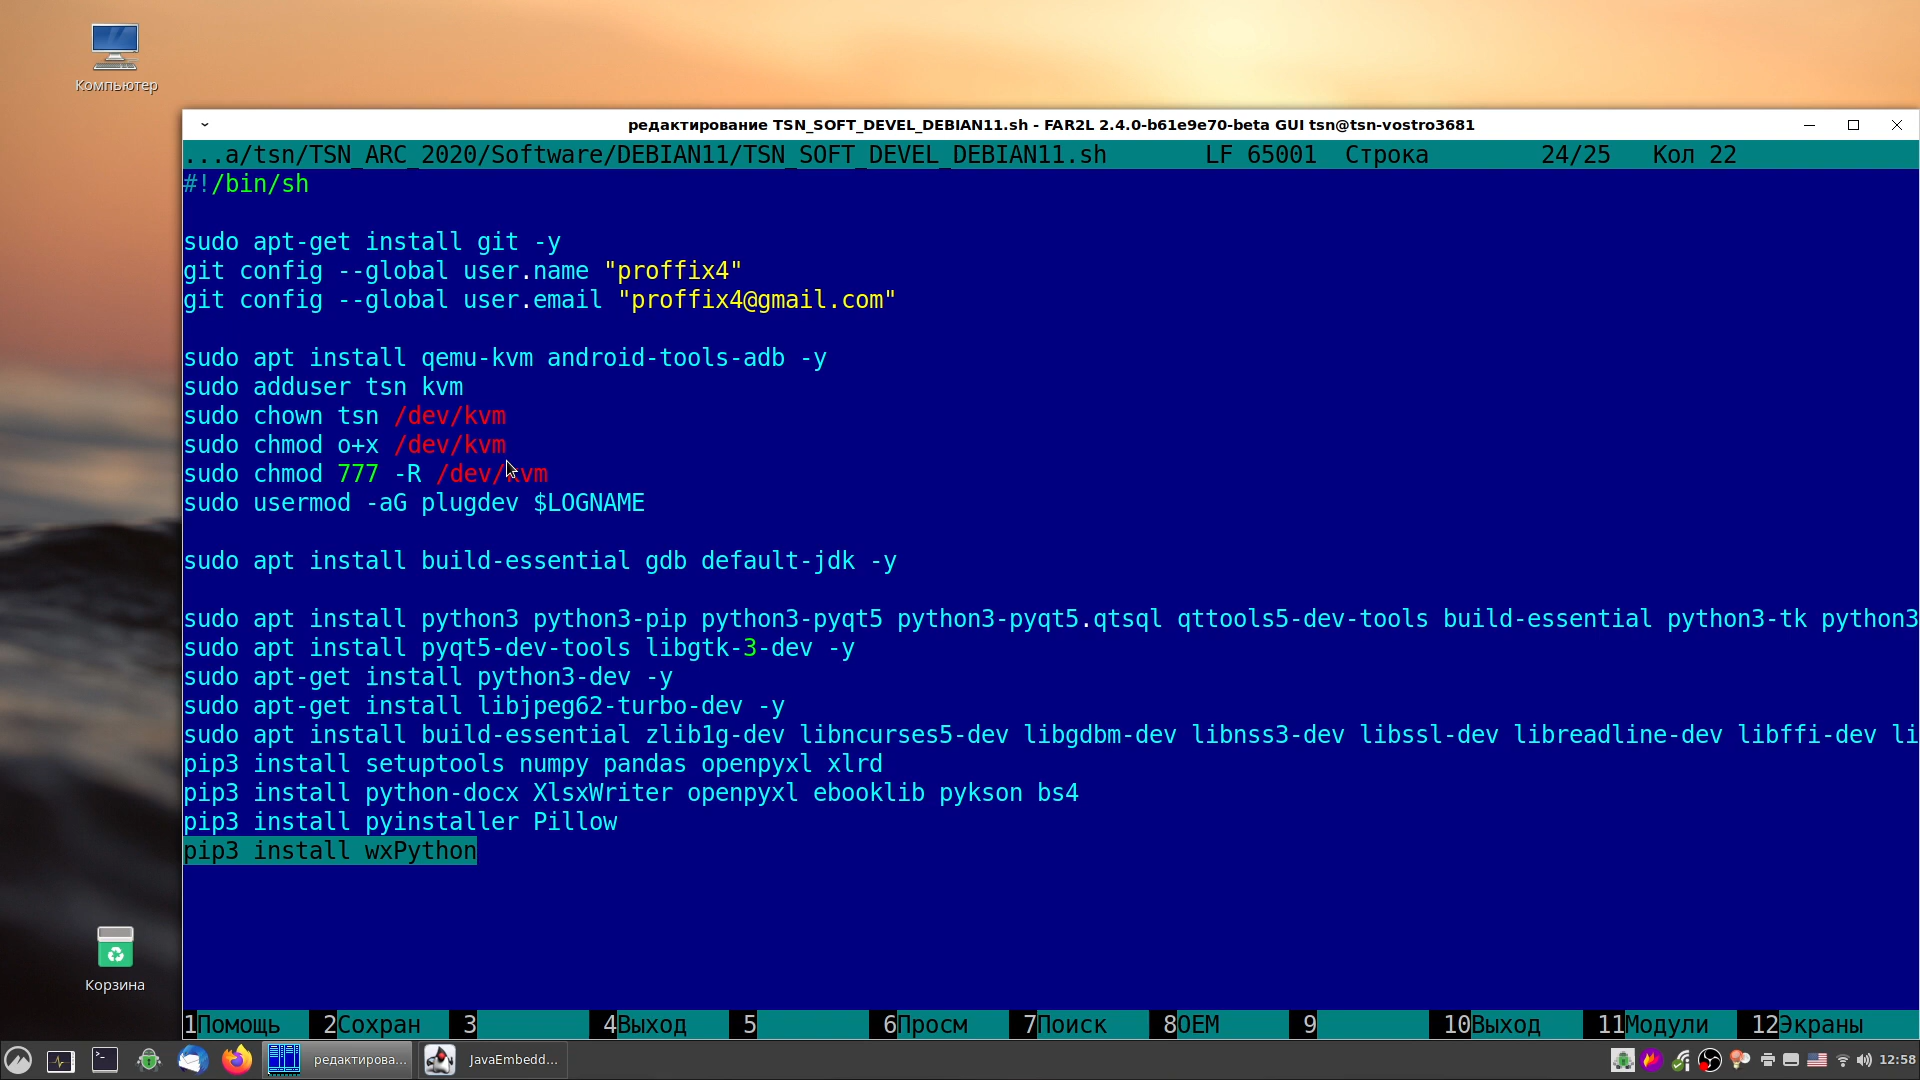 Компьютер
редактирование TSN_SOFT_DEVEL_DEBIAN11.sh - FAR2L 2.4.0-b61e9e70-beta GUI tsn@tsn-vostro3681
...a/tsn/TSN_ARC_2020/Software/DEBIAN11/TSN_SOFT_DEVEL_DEBIAN11.sh LF 65001 Строка 24/25 Кол 22
#!/bin/sh
sudo apt-get install git -y
git config --global user.name "proffix4"
git config --global user.email "proffix4@gmail.com"
sudo apt install qemu-kvm android-tools-adb -y
sudo adduser tsn kvm
sudo chown tsn /dev/kvm
sudo chmod o+x /dev/kvm
sudo chmod 777 -R /dev/kvm
sudo usermod -aG plugdev $LOGNAME
sudo apt install build-essential gdb default-jdk -y
sudo apt install python3 python3-pip python3-pyqt5 python3-pyqt5.qtsql qttools5-dev-tools build-essential python3-tk python3
sudo apt install pyqt5-dev-tools libgtk-3-dev -y
sudo apt-get install python3-dev -y
sudo apt-get install libjpeg62-turbo-dev -y
sudo apt install build-essential zlib1g-dev libncurses5-dev libgdbm-dev libnss3-dev libssl-dev libreadline-dev libffi-dev li
pip3 install setuptools numpy pandas openpyxl xlrd
pip3 install python-docx XlsxWriter openpyxl ebooklib pykson bs4
pip3 install pyinstaller Pillow
pip3 install wxPython
Корзина
1Помощь 2Сохран 3 4Выход 5 6Просм 7Поиск 8OEM 9 10Выход 11Модули 12Экраны
редактирова... JavaEmbedd... 12:58